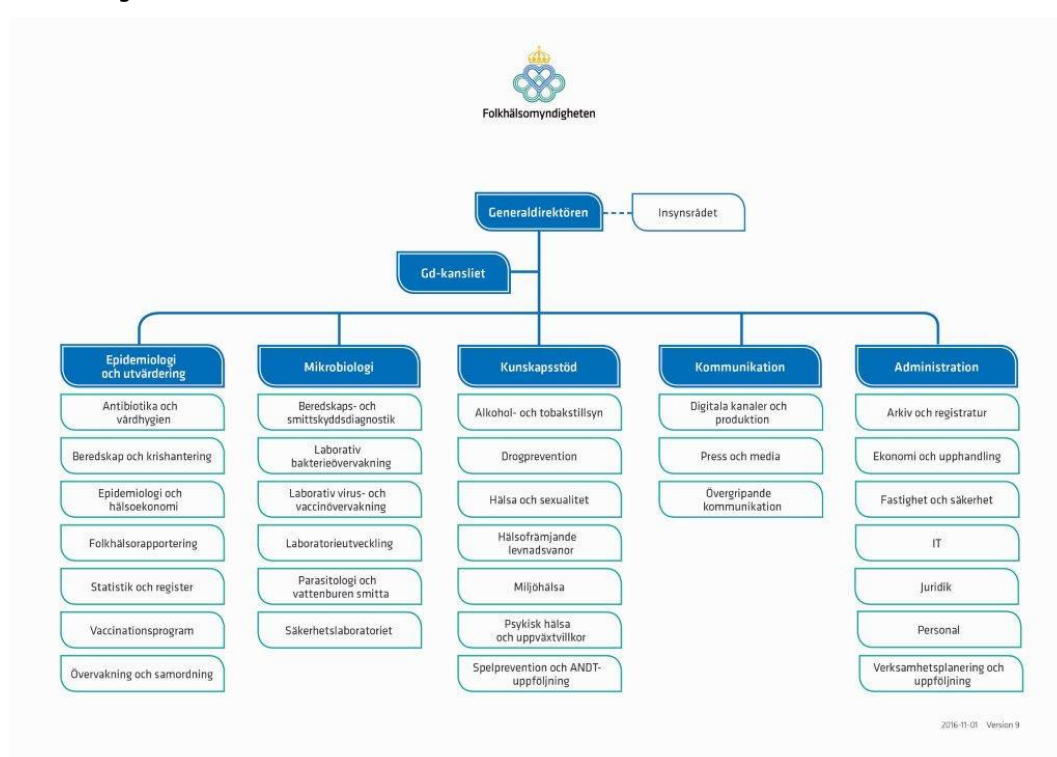 Folkhälsomyndigheten
Generaldirektören
Insynsrådet
Gd-kansliet
Epidemiologi
och utvärdering
Antibiotika och
vårdhygien
Beredskap och krishantering
Epidemiologi och
hälsoekonomi
Folkhälsorapportering
Statistik och register
Vaccinationsprogram
Övervakning och samordning
Mikrobiologi
Beredskaps- och
smittskyddsdiagnostik
Laborativ
bakterieövervakning
Laborativ virus- och
vaccinövervakning
Laboratorieutveckling
Parasitologi och
vattenburen smitta
Säkerhetslaboratoriet
Kunskapsstöd
Alkohol- och tobakstillsyn
Drogprevention
Hälsa och sexualitet
Hälsofrämjande
levnadsvanor
Miljöhälsa
Psykisk hälsa
och uppväxtvillkor
Spelprevention och ANDT-
uppföljning
Kommunikation
Digitala kanaler och
produktion
Press och media
Övergripande
kommunikation
Administration
Arkiv och registratur
Ekonomi och upphandling
Fastighet och säkerhet
IT
Juridik
Personal
Verksamhetsplanering och
uppföljning
2016-11-01 Version 9